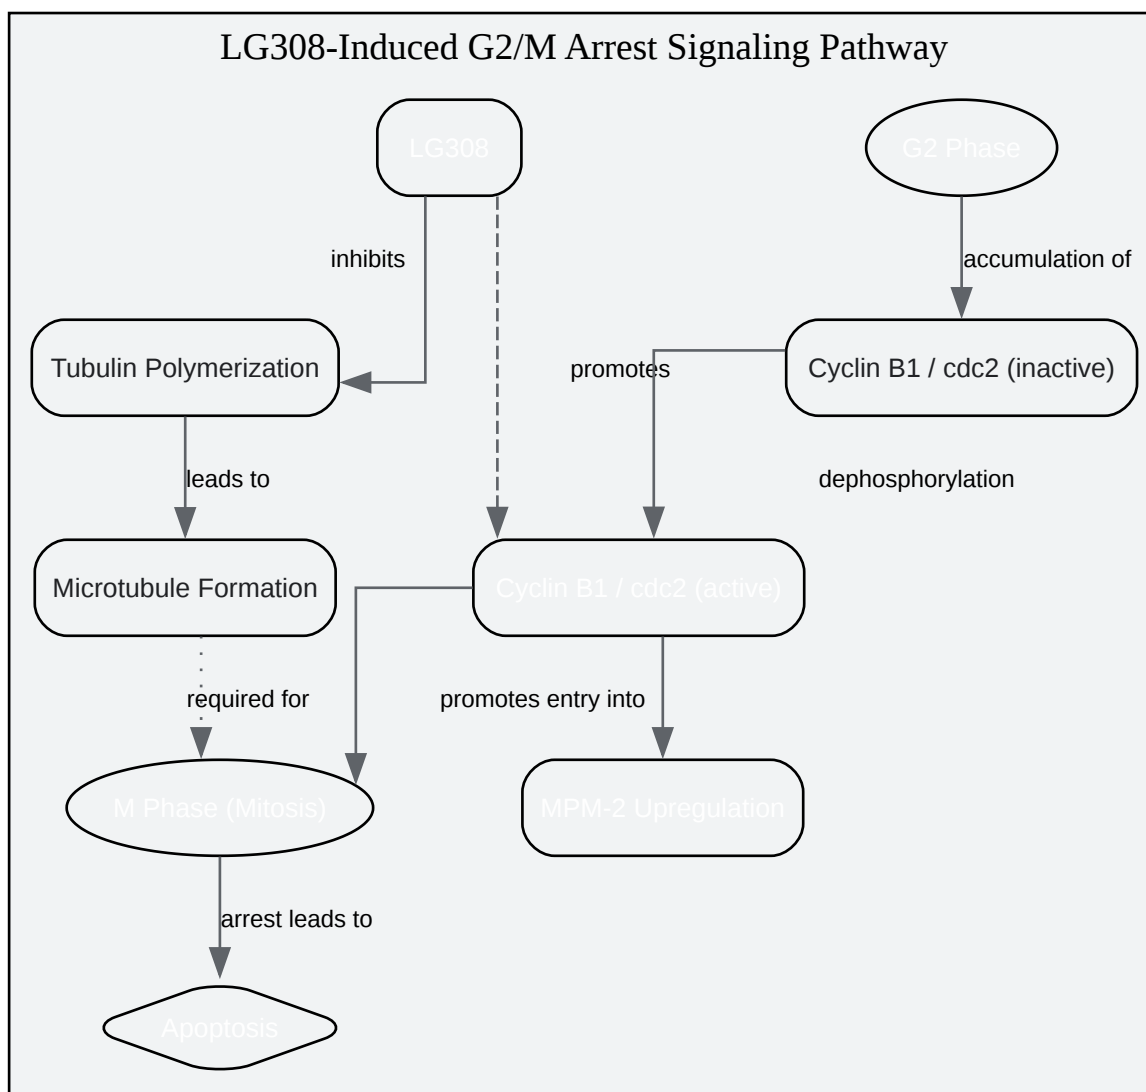 LG308-Induced G2/M Arrest Signaling Pathway
LG308
G2 Phase
inhibits
accumulation of
Tubulin Polymerization
promotes
Cyclin B1 / cdc2 (inactive)
leads to
dephosphorylation
Microtubule Formation
Cyclin B1 / cdc2 (active)
required for
promotes entry into
M Phase (Mitosis)
MPM-2 Upregulation
arrest leads to
Apoptosis